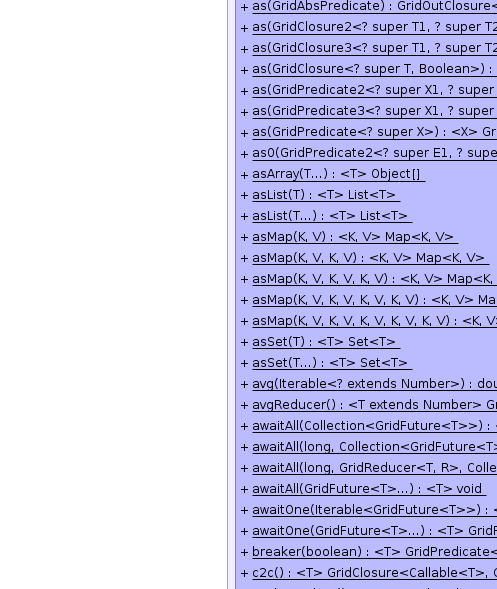 + as(GridAbsPredicate) : GridOutClosure<
+ as(GridClosure2<? super T1, ? super T2
+ as(GridClosure3<? super T1, ? super T2
+ as(GridClosure<? super T, Boolean>) :
+ as(GridPredicate2<? super X1, ? super
+ as(GridPredicate3<? super X1, ? super
+ as(GridPredicate<? super X>) : <X> Gr
+ as0(GridPredicate2<? super E1, ? supe
+ asArray(T...) : <T> Object[]
+ asList(T) : <T> List<T>
+ asList(T...) : <T> List<T>
+ asMap(K, V) : <K, V> Map<K, V>
+ asMap(K, V, K, V) : <K, V> Map<K, V>
+ asMap(K, V, K, V, K, V) : <K, V> Map<K,
+ asMap(K, V, K, V, K, V, K, V) : <K, V> Ma
+ asMap(K, V, K, V, K, V, K, V, K, V) : <K, V>
+ asSet(T) : <T> Set<T>
+ asSet(T...) : <T> Set<T>
+ avg(Iterable<? extends Number>) : dou
+ avgReducer() : <T extends Number> Gr
+ awaitAll(Collection<GridFuture<T>>) : <
+ awaitAll(long, Collection<GridFuture<T>
+ awaitAll(long, GridReducer<T, R>, Colle
+ awaitAll(GridFuture<T>...) : <T> void
+ awaitOne(Iterable<GridFuture<T>>) : <
+ awaitOne(GridFuture<T>...) : <T> GridF
+ breaker(boolean) : <T> GridPredicate<
+ c2c() : <T> GridClosure<Callable<T>, G